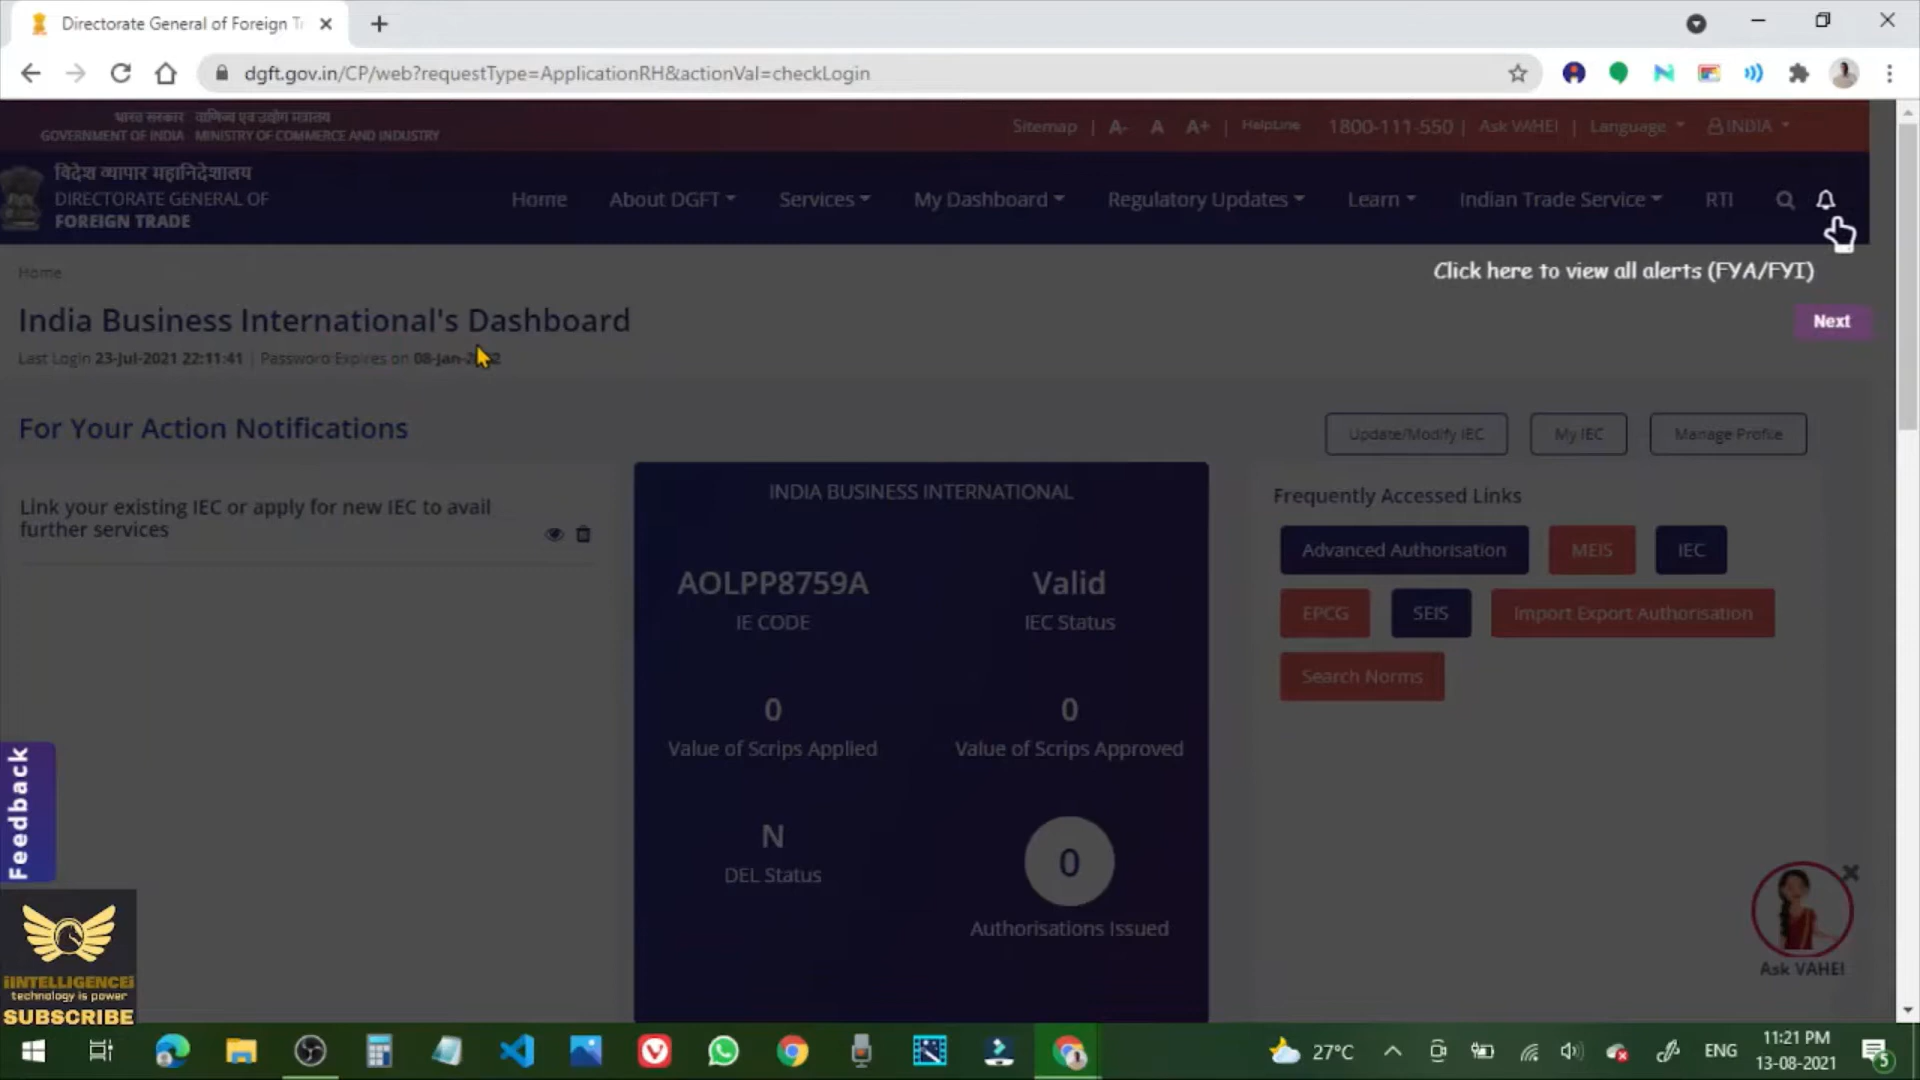 Directorate General of Foreign Tr
dgft.gov.in/CP/web?requestType=ApplicationRH&actionVal=checkLogin
भारत सरकार वाणिज्य एवं उद्योग मंत्रालय
GOVERNMENT OF INDIA MINISTRY OF COMMERCE AND INDUSTRY
Sitemap | A- A A+ | HelpLine 1800-111-550 | Ask VAHEI | Language INDIA
विदेश व्यापार महानिदेशालय
DIRECTORATE GENERAL OF
FOREIGN TRADE
Home About DGFT Services My Dashboard Regulatory Updates Learn Indian Trade Service RTI
Click here to view all alerts (FYA/FYI)
Next
Home
India Business International's Dashboard
Last Login 23-Jul-2021 22:11:41 | Password Expires on 08-Jan-2022
For Your Action Notifications
Update/Modify IEC My IEC Manage Profile
Link your existing IEC or apply for new IEC to avail
further services
INDIA BUSINESS INTERNATIONAL
AOLPP8759A
IE CODE
Valid
IEC Status
0
Value of Scrips Applied
0
Value of Scrips Approved
N
DEL Status
0
Authorisations Issued
Frequently Accessed Links
Advanced Authorisation MEIS IEC
EPCG SEIS Import Export Authorisation
Search Norms
Feedback
Ask VAHEI
iINTELLIGENCEi
technology is power
SUBSCRIBE
27°C
ENG
11:21 PM
13-08-2021
5